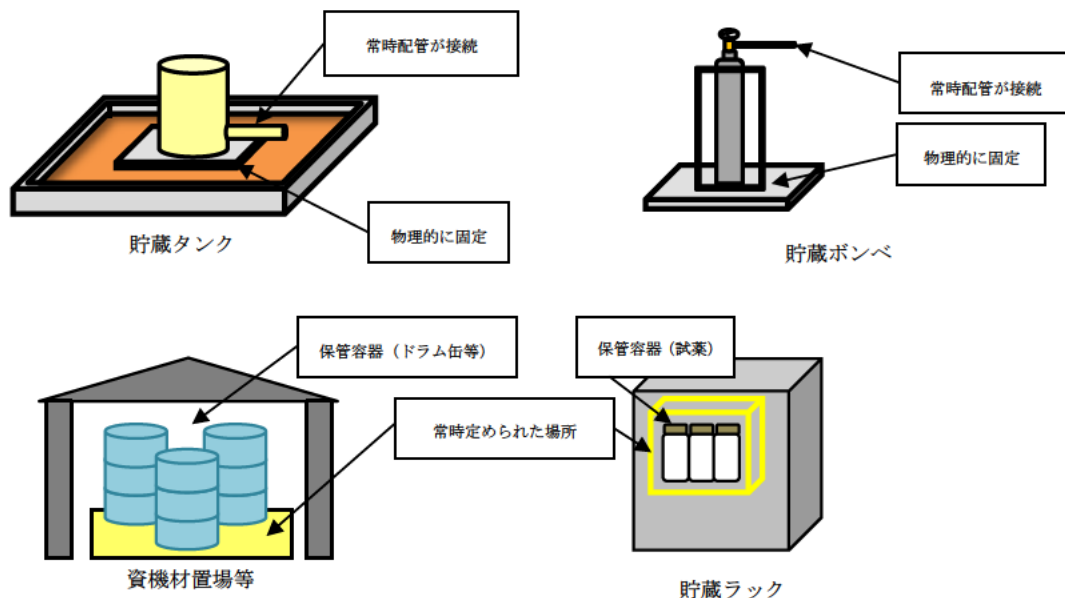 常時配管が接続
物理的に固定
貯蔵タンク
常時配管が接続
物理的に固定
貯蔵ボンベ
保管容器（ドラム缶等）
常時定められた場所
資機材置場等
保管容器（試薬）
貯蔵ラック